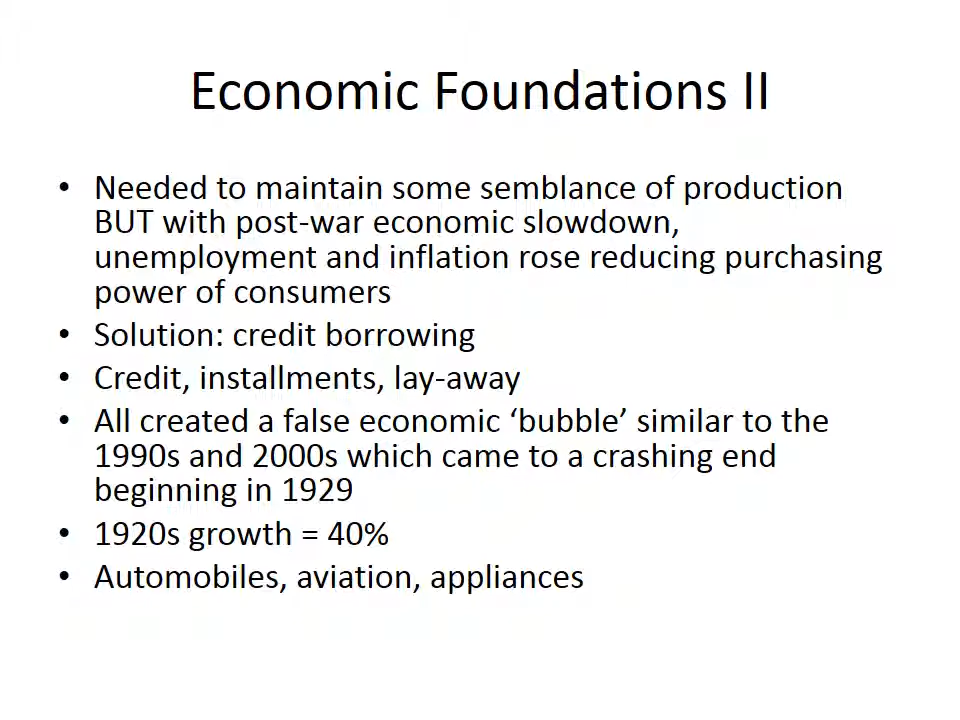 Economic Foundations II
• Needed to maintain some semblance of production
BUT with post-war economic slowdown,
unemployment and inflation rose reducing purchasing
power of consumers
• Solution: credit borrowing
• Credit, installments, lay-away
• All created a false economic ‘bubble’ similar to the
1990s and 2000s which came to a crashing end
beginning in 1929
• 1920s growth = 40%
• Automobiles, aviation, appliances